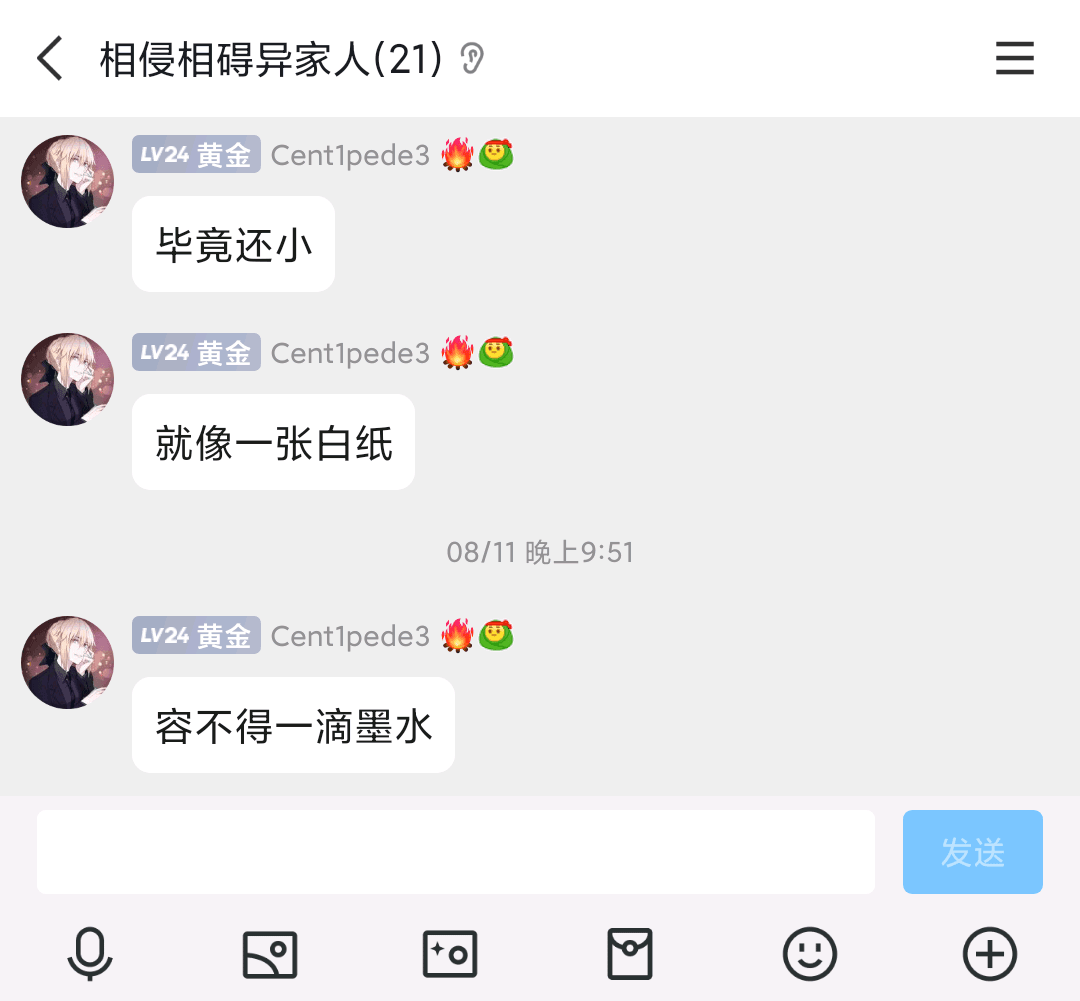 相侵相碍异家人(21)
LV24 黄金 Cent1pede3 🔥
毕竟还小
LV24 黄金 Cent1pede3 🔥
就像一张白纸
08/11 晚上9:51
LV24 黄金 Cent1pede3 🔥
容不得一滴墨水
发送